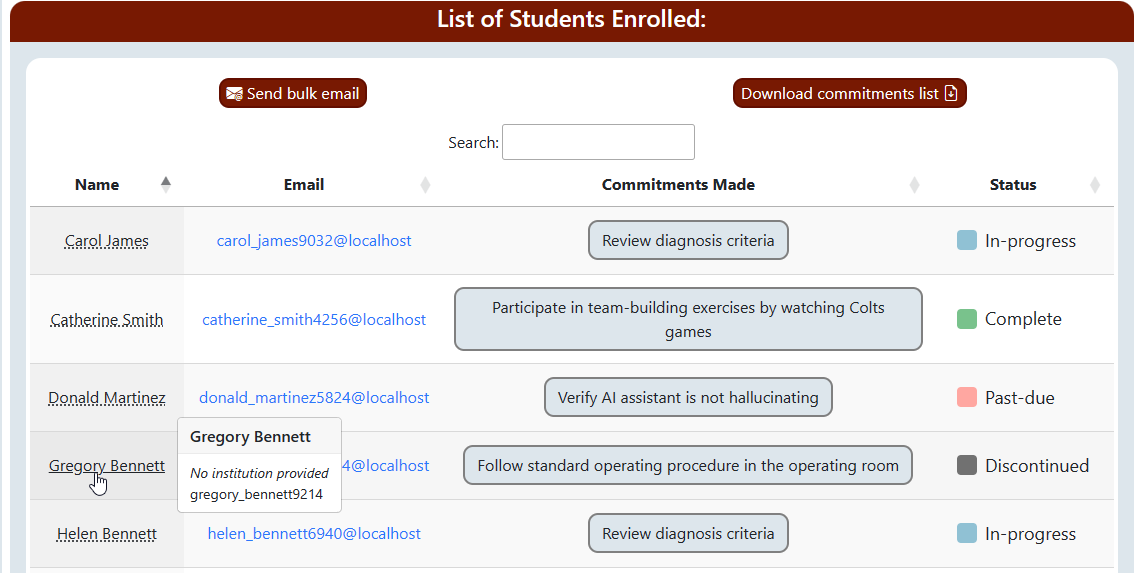 List of Students Enrolled:
Send bulk email
Download commitments list
Search:
Name Email Commitments Made Status
Carol James carol_james9032@localhost Review diagnosis criteria In-progress
Catherine Smith catherine_smith4256@localhost Participate in team-building exercises by watching Colts
games Complete
Donald Martinez donald_martinez5824@localhost Verify AI assistant is not hallucinating Past-due
Gregory Bennett 4@localhost Follow standard operating procedure in the operating room Discontinued
Gregory Bennett
No institution provided
gregory_bennett9214
Helen Bennett helen_bennett6940@localhost Review diagnosis criteria In-progress